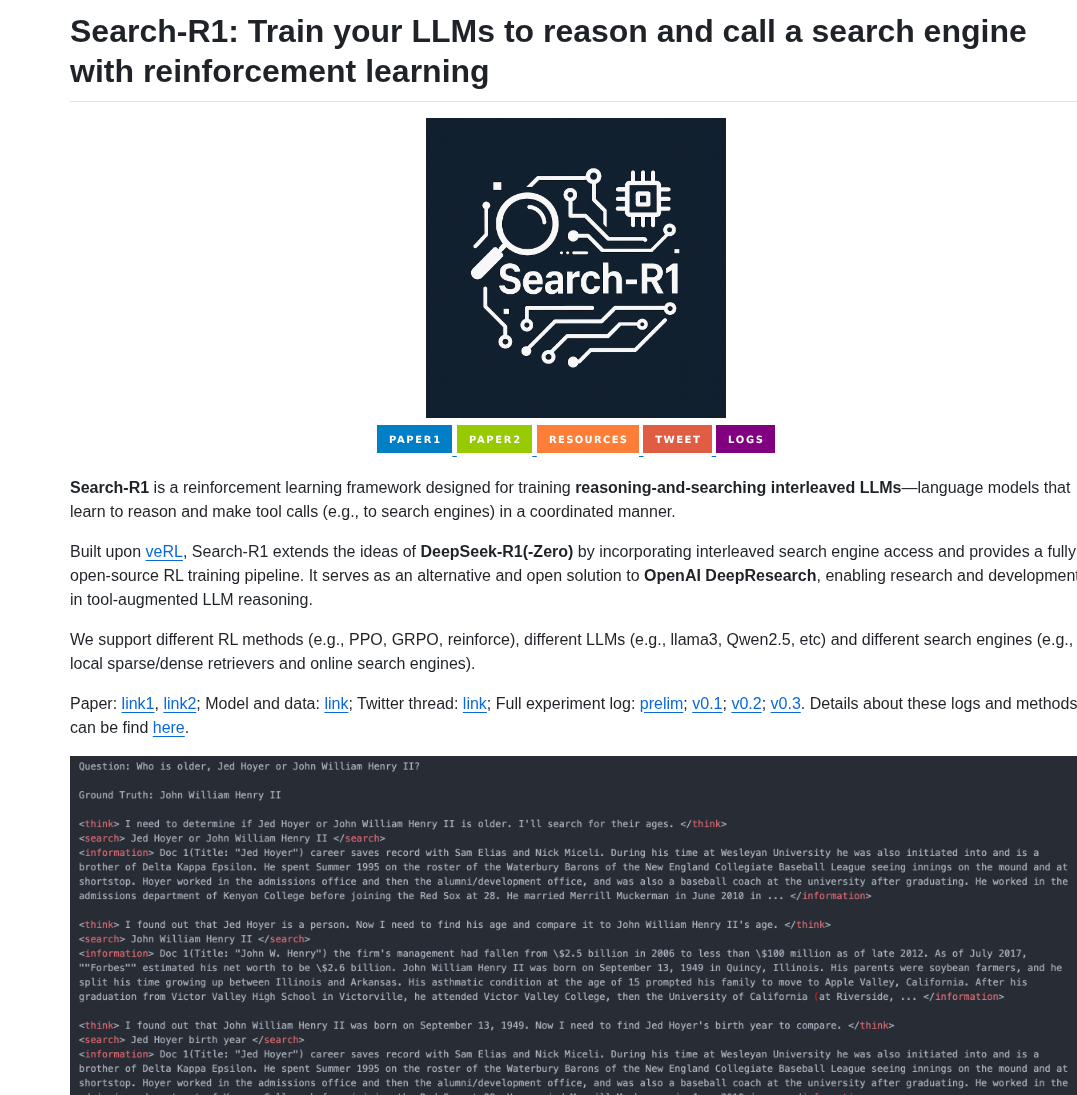 Search-R1: Train your LLMs to reason and call a search engine
with reinforcement learning
Search-R1
PAPER1 PAPER2 RESOURCES TWEET LOGS
Search-R1 is a reinforcement learning framework designed for training reasoning-and-searching interleaved LLMs—language models that
learn to reason and make tool calls (e.g., to search engines) in a coordinated manner.
Built upon veRL, Search-R1 extends the ideas of DeepSeek-R1(-Zero) by incorporating interleaved search engine access and provides a fully
open-source RL training pipeline. It serves as an alternative and open solution to OpenAI DeepResearch, enabling research and development
in tool-augmented LLM reasoning.
We support different RL methods (e.g., PPO, GRPO, reinforce), different LLMs (e.g., llama3, Qwen2.5, etc) and different search engines (e.g.,
local sparse/dense retrievers and online search engines).
Paper: link1, link2; Model and data: link; Twitter thread: link; Full experiment log: prelim; v0.1; v0.2; v0.3. Details about these logs and methods
can be find here.
Question: Who is older, Jed Hoyer or John William Henry II?
Ground Truth: John William Henry II
<think> I need to determine if Jed Hoyer or John William Henry II is older. I'll search for their ages. </think>
<search> Jed Hoyer or John William Henry II </search>
<information> Doc 1(Title: "Jed Hoyer") career saves record with Sam Elias and Nick Miceli. During his time at Wesleyan University he was also initiated into and is a
brother of Delta Kappa Epsilon. He spent Summer 1995 on the roster of the Waterbury Barons of the New England Collegiate Baseball League seeing innings on the mound and at
shortstop. Hoyer worked in the admissions office and then the alumni/development office, and was also a baseball coach at the university after graduating. He worked in the
admissions department of Kenyon College before joining the Red Sox at 28. He married Merrill Muckerman in June 2010 in ... </information>
<think> I found out that Jed Hoyer is a person. Now I need to find his age and compare it to John William Henry II's age. </think>
<search> John William Henry II </search>
<information> Doc 1(Title: "John W. Henry") the firm's management had fallen from \$2.5 billion in 2006 to less than \$100 million as of late 2012. As of July 2017,
""Forbes"" estimated his net worth to be \$2.6 billion. John William Henry II was born on September 13, 1949 in Quincy, Illinois. His parents were soybean farmers, and he
split his time growing up between Illinois and Arkansas. His asthmatic condition at the age of 15 prompted his family to move to Apple Valley, California. After his
graduation from Victor Valley High School in Victorville, he attended Victor Valley College, then the University of California (at Riverside, ... </information>
<think> I found out that John William Henry II was born on September 13, 1949. Now I need to find Jed Hoyer's birth year to compare. </think>
<search> Jed Hoyer birth year </search>
<information> Doc 1(Title: "Jed Hoyer") career saves record with Sam Elias and Nick Miceli. During his time at Wesleyan University he was also initiated into and is a
brother of Delta Kappa Epsilon. He spent Summer 1995 on the roster of the Waterbury Barons of the New England Collegiate Baseball League seeing innings on the mound and at
shortstop. Hoyer worked in the admissions office and then the alumni/development office, and was also a baseball coach at the university after graduating. He worked in the